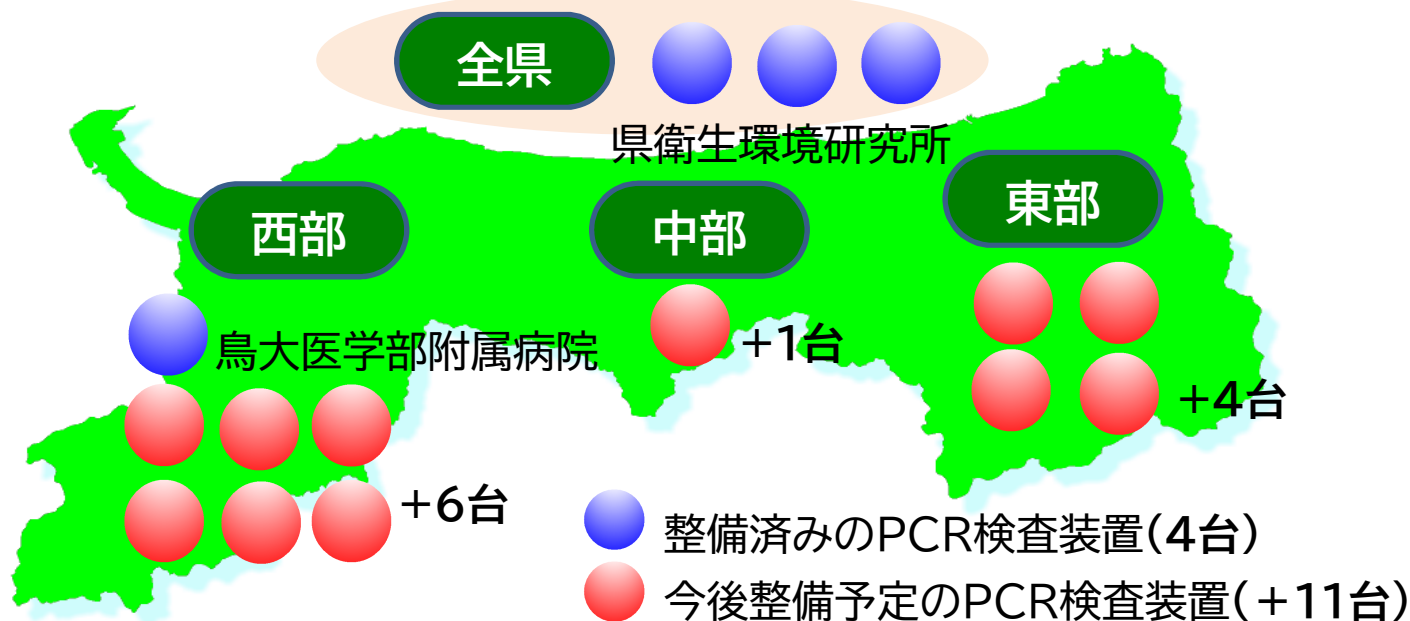 全県
県衛生環境研究所
西部
中部
東部
鳥大医学部附属病院
+1台
+4台
+6台
整備済みのPCR検査装置(4台)
今後整備予定のPCR検査装置(+11台)